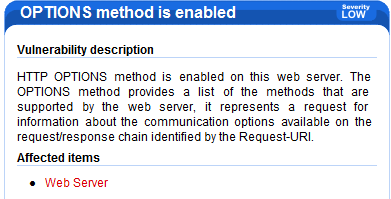 OPTIONS method is enabled
Severity
LOW
Vulnerability description
HTTP OPTIONS method is enabled on this web server. The
OPTIONS method provides a list of the methods that are
supported by the web server, it represents a request for
information about the communication options available on the
request/response chain identified by the Request-URI.
Affected items
• Web Server